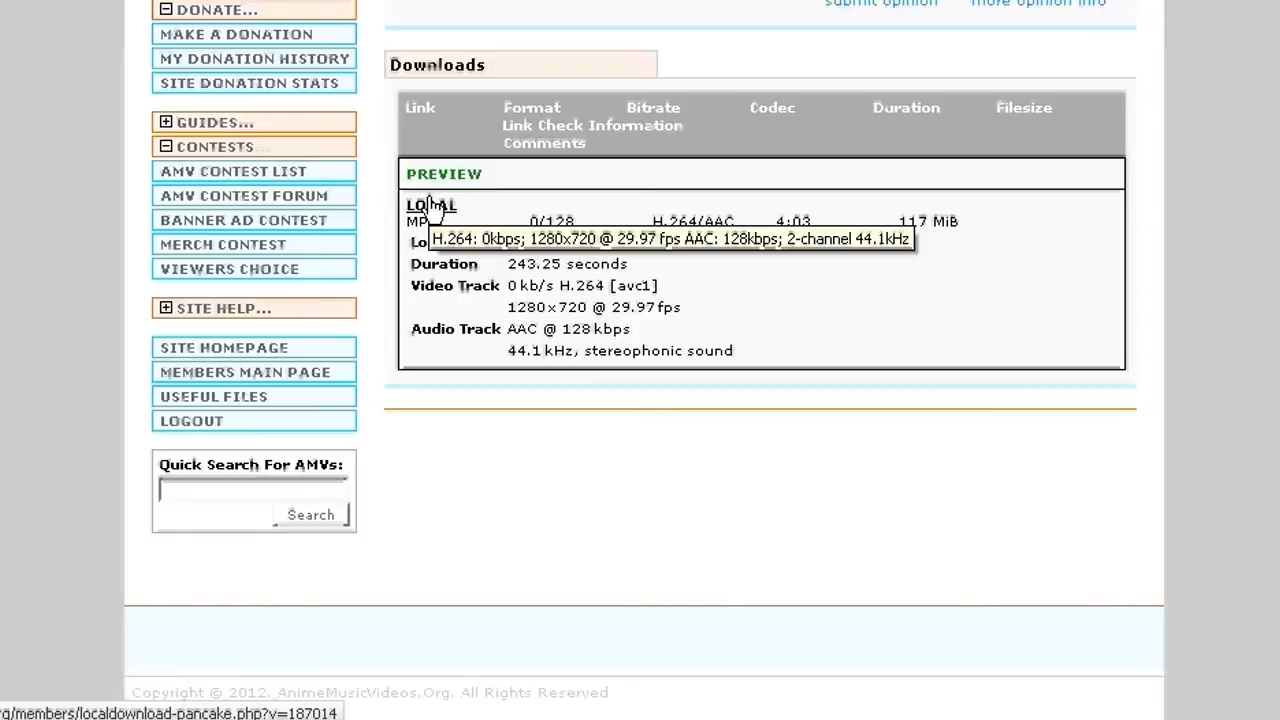 DONATE...
MAKE A DONATION
MY DONATION HISTORY
SITE DONATION STATS
GUIDES...
CONTESTS...
AMV CONTEST LIST
AMV CONTEST FORUM
BANNER AD CONTEST
MERCH CONTEST
VIEWERS CHOICE
SITE HELP...
SITE HOMEPAGE
MEMBERS MAIN PAGE
USEFUL FILES
LOGOUT
Quick Search For AMVs:
Search
submit opinion more opinion info
Downloads
Link Format Bitrate Codec Duration Filesize
Link Check Information
Comments
PREVIEW
LOCAL
0/128 H.264/AAC 4:03 117 MiB
H.264: 0kbps; 1280x720 @ 29.97 fps AAC: 128kbps; 2-channel 44.1kHz
Duration 243.25 seconds
Video Track 0 kb/s H.264 [avc1]
1280x720 @ 29.97 fps
Audio Track AAC @ 128 kbps
44.1 kHz, stereophonic sound
Copyright © 2012. AnimeMusicVideos.Org. All Rights Reserved
rg/members/localdownload-pancake.php?v=187014